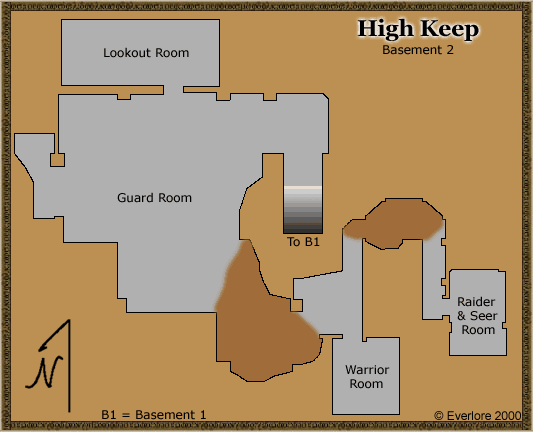 High Keep
Basement 2
Lookout Room
Guard Room
To B1
Raider
& Seer
Room
Warrior
Room
N
B1 = Basement 1
© Everlore 2000